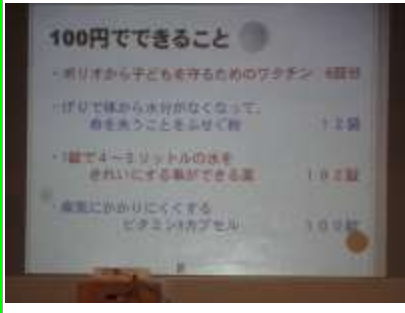 100円でできること
・ポリオから子どもを守るためのワクチン 6回分
・げりで体から水分がなくなって、
命を失うことをふせぐ粉 12袋
・1錠で4〜5リットルの水を
きれいにする事ができる薬 192錠
・病気にかかりにくくする
ビタミンAカプセル 100錠